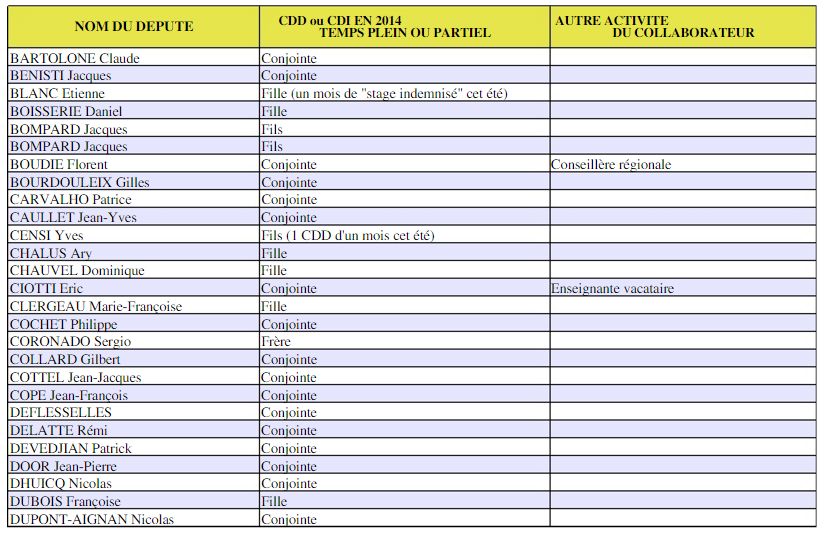 NOM DU DEPUTE CDD ou CDI EN 2014 AUTRE ACTIVITE
TEMPS PLEIN OU PARTIEL DU COLLABORATEUR
BARTOLONE Claude Conjointe
BENISTI Jacques Conjointe
BLANC Etienne Fille (un mois de "stage indemnisé" cet été)
BOISSERIE Daniel Fille
BOMPARD Jacques Fils
BOMPARD Jacques Fils
BOUDIE Florent Conjointe Conseillère régionale
BOURDOULEIX Gilles Conjointe
CARVALHO Patrice Conjointe
CAULLET Jean-Yves Conjointe
CENSI Yves Fils (1 CDD d'un mois cet été)
CHALUS Ary Fille
CHAUVEL Dominique Fille
CIOTTI Eric Conjointe Enseignante vacataire
CLERGEAU Marie-Françoise Fille
COCHET Philippe Conjointe
CORONADO Sergio Frère
COLLARD Gilbert Conjointe
COTTEL Jean-Jacques Conjointe
COPE Jean-François Conjointe
DEFLESSELLES Conjointe
DELATTE Rémi Conjointe
DEVEDJIAN Patrick Conjointe
DOOR Jean-Pierre Conjointe
DHUICQ Nicolas Conjointe
DUBOIS Françoise Fille
DUPONT-AIGNAN Nicolas Conjointe